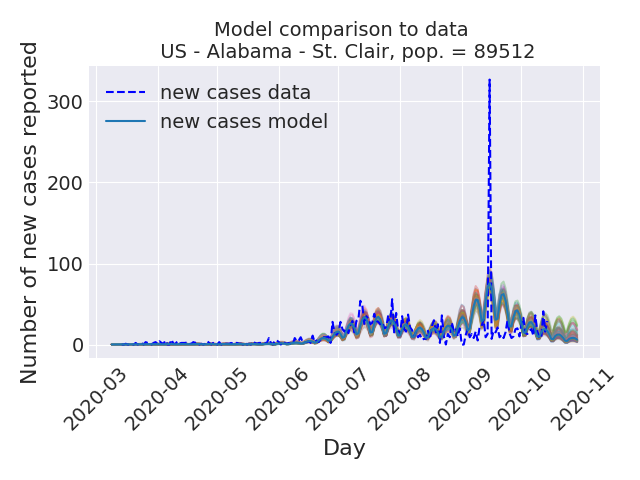 Model comparison to data
US - Alabama - St. Clair, pop. = 89512
Number of new cases reported
300
200
100
0
new cases data
new cases model
2020-03
2020-04
2020-05
2020-06
2020-07
2020-08
2020-09
2020-10
2020-11
Day